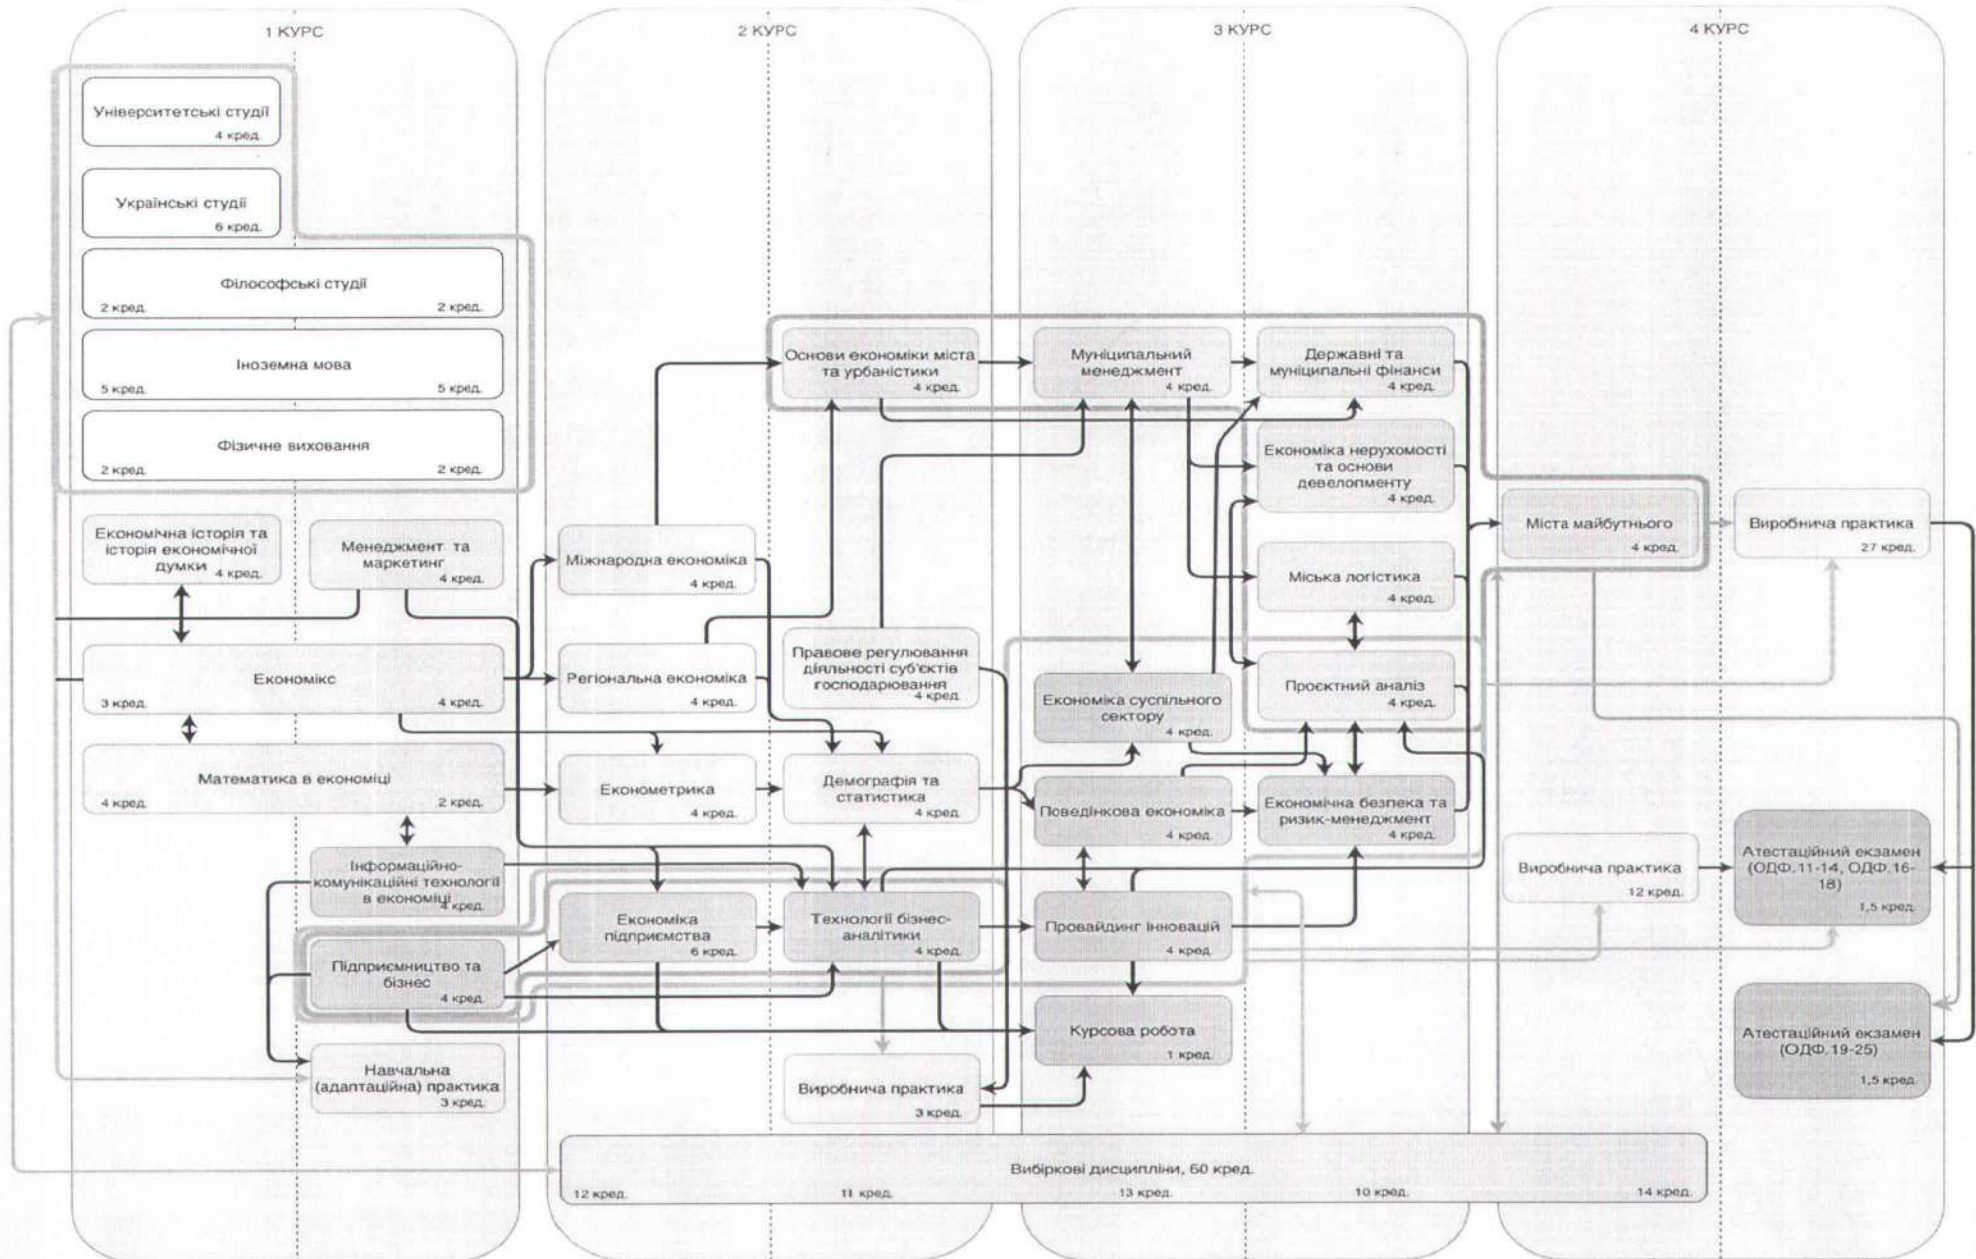 1 КУРС
2 КУРС
3 КУРС
4 КУРС
Університетські студії
4 кред.
Українські студії
6 кред.
Філософські студії
2 кред.
2 кред.
Іноземна мова
5 кред.
5 кред.
Фізичне виховання
2 кред.
2 кред.
Економічна історія та
історія економічної
думки
4 кред.
Менеджмент та
маркетинг
4 кред.
Економікс
3 кред.
4 кред.
Математика в економіці
4 кред.
2 кред.
Інформаційно-
комунікаційні технології
в економіці
4 кред.
Підприємництво та
бізнес
4 кред.
Навчальна
(адаптаційна) практика
3 кред.
Міжнародна економіка
4 кред.
Регіональна економіка
4 кред.
Економетрика
4 кред.
Економіка
підприємства
6 кред.
Основи економіки міста
та урбаністики
4 кред.
Правове регулювання
діяльності суб'єктів
господарювання
4 кред.
Демографія та
статистика
4 кред.
Технології бізнес-
аналітики
4 кред.
Виробнича практика
3 кред.
Муніципальний
менеджмент
4 кред.
Економіка суспільного
сектору
4 кред.
Поведінкова економіка
4 кред.
Провайдинг інновацій
4 кред.
Курсова робота
1 кред.
Державні та
муніципальні фінанси
4 кред.
Економіка нерухомості
та основи
девелопменту
4 кред.
Міська логістика
4 кред.
Проєктний аналіз
4 кред.
Економічна безпека та
ризик-менеджмент
4 кред.
Міста майбутнього
4 кред.
Виробнича практика
12 кред.
Виробнича практика
27 кред.
Атестаційний екзамен
(ОДФ.11-14, ОДФ.16-
18)
1,5 кред.
Атестаційний екзамен
(ОДФ.19-25)
1,5 кред.
Вибіркові дисципліни, 60 кред.
12 кред.
11 кред.
13 кред.
10 кред.
14 кред.